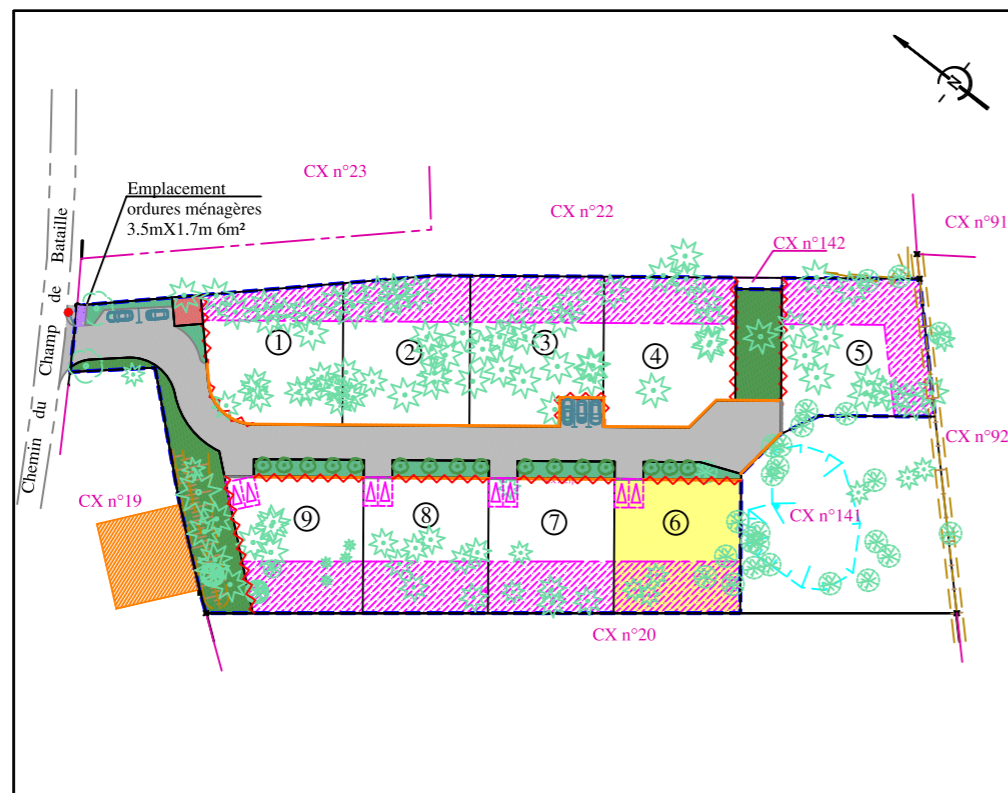 N
CX n°23
CX n°22
CX n°91
Emplacement
ordures ménagères
3.5mX1.7m 6m²
CX n°142
Chemin du Champ de Bataille
1
2
3
4
5
CX n°92
CX n°19
9
8
7
6
CX n°141
CX n°20